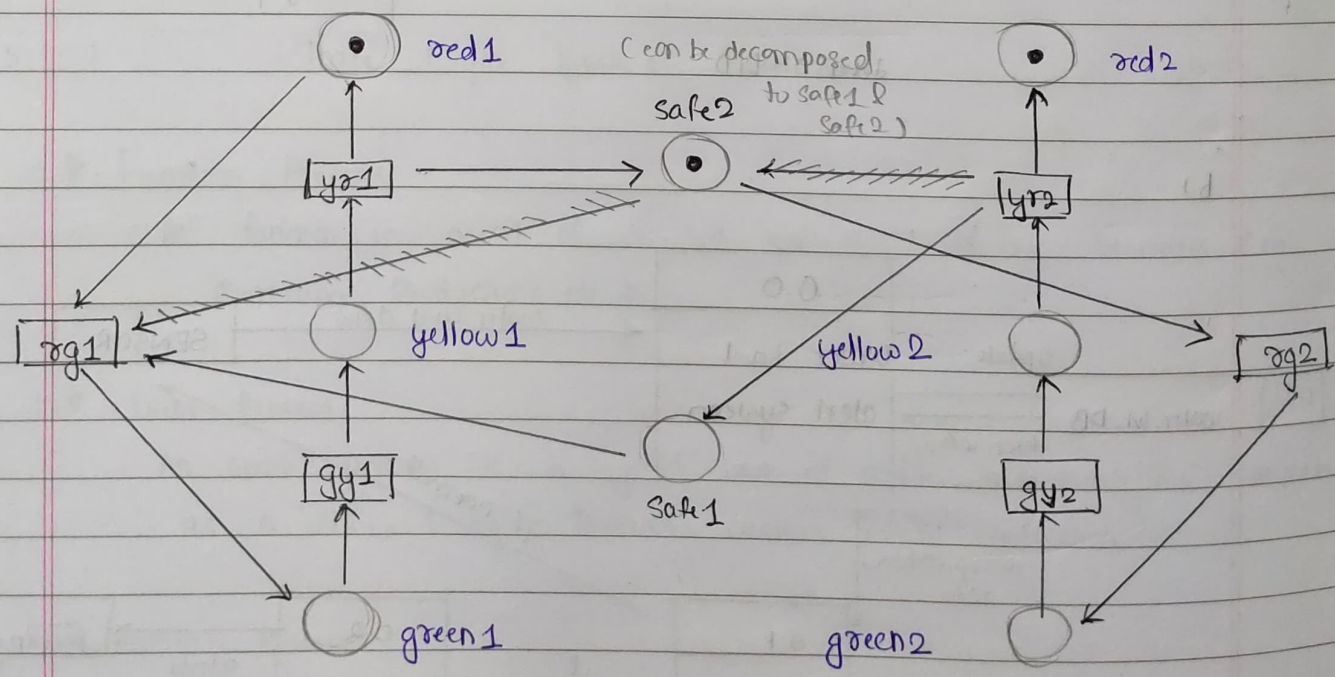 red1
(can be decomposed
to safe1 &
safe2)
red2
safe2
yr1
yr2
rg1
yellow1
yellow2
rg2
gy1
safe1
gy2
green1
green2